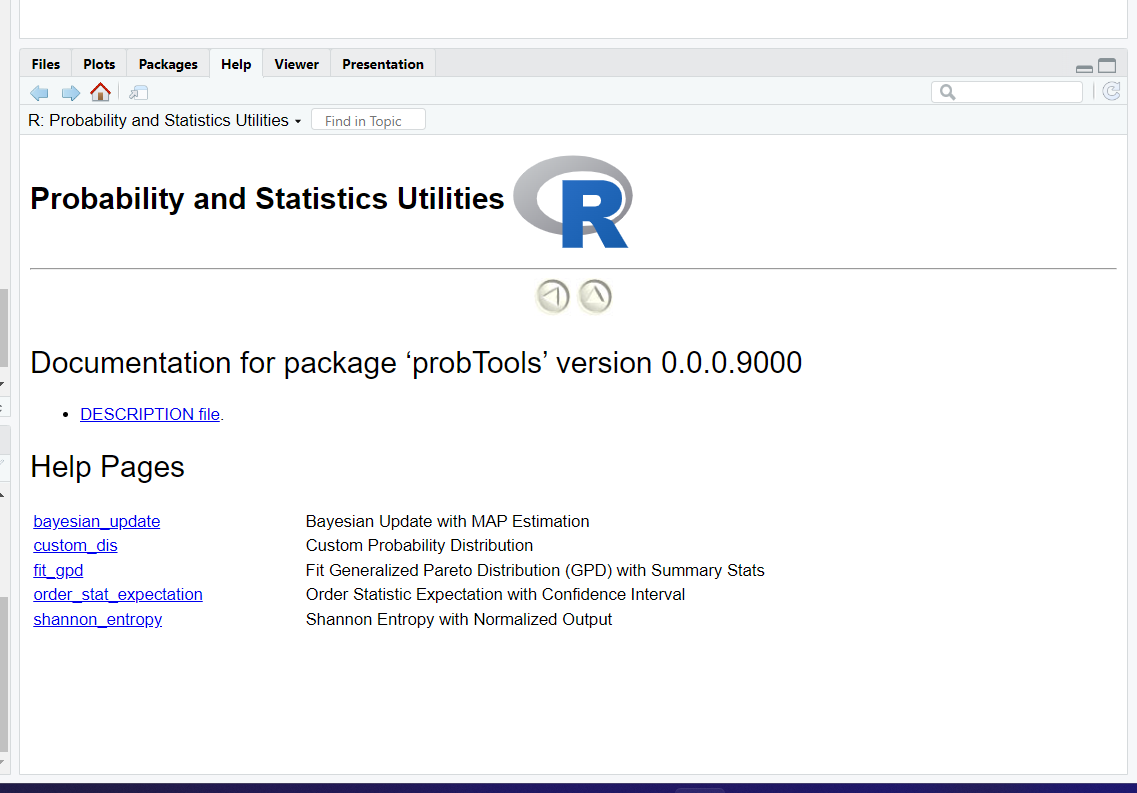 Files Plots Packages Help Viewer Presentation
R: Probability and Statistics Utilities Find in Topic
Probability and Statistics Utilities R
Documentation for package ‘probTools’ version 0.0.0.9000
• DESCRIPTION file.
Help Pages
bayesian_update Bayesian Update with MAP Estimation
custom_dis Custom Probability Distribution
fit_gpd Fit Generalized Pareto Distribution (GPD) with Summary Stats
order_stat_expectation Order Statistic Expectation with Confidence Interval
shannon_entropy Shannon Entropy with Normalized Output